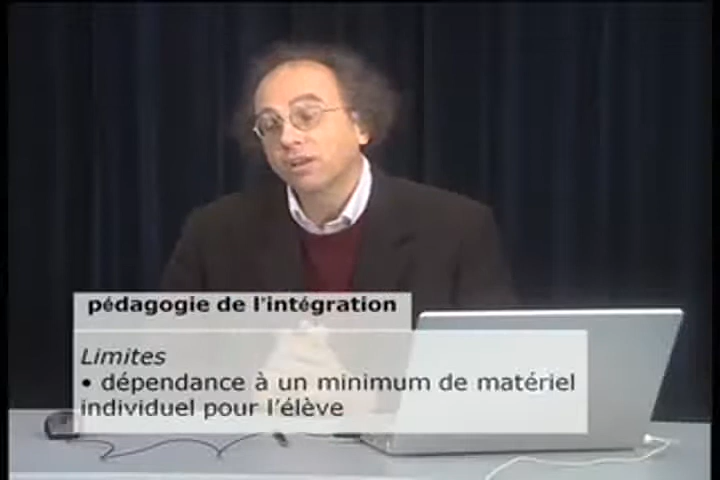 pédagogie de l'intégration
Limites
• dépendance à un minimum de matériel
individuel pour l'élève